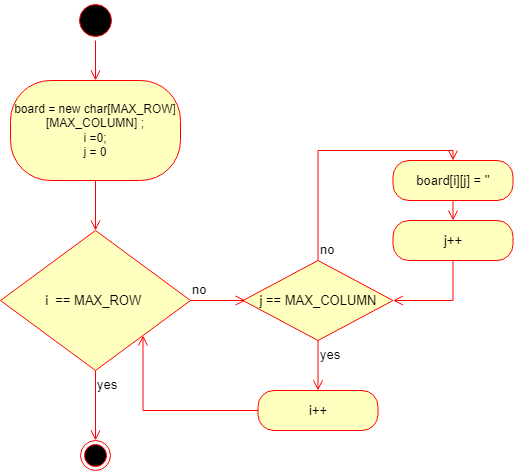 board = new char[MAX_ROW]
[MAX_COLUMN] ;
i =0;
j = 0
board[i][j] = ''
j++
no
i == MAX_ROW
no
j == MAX_COLUMN
yes
yes
i++